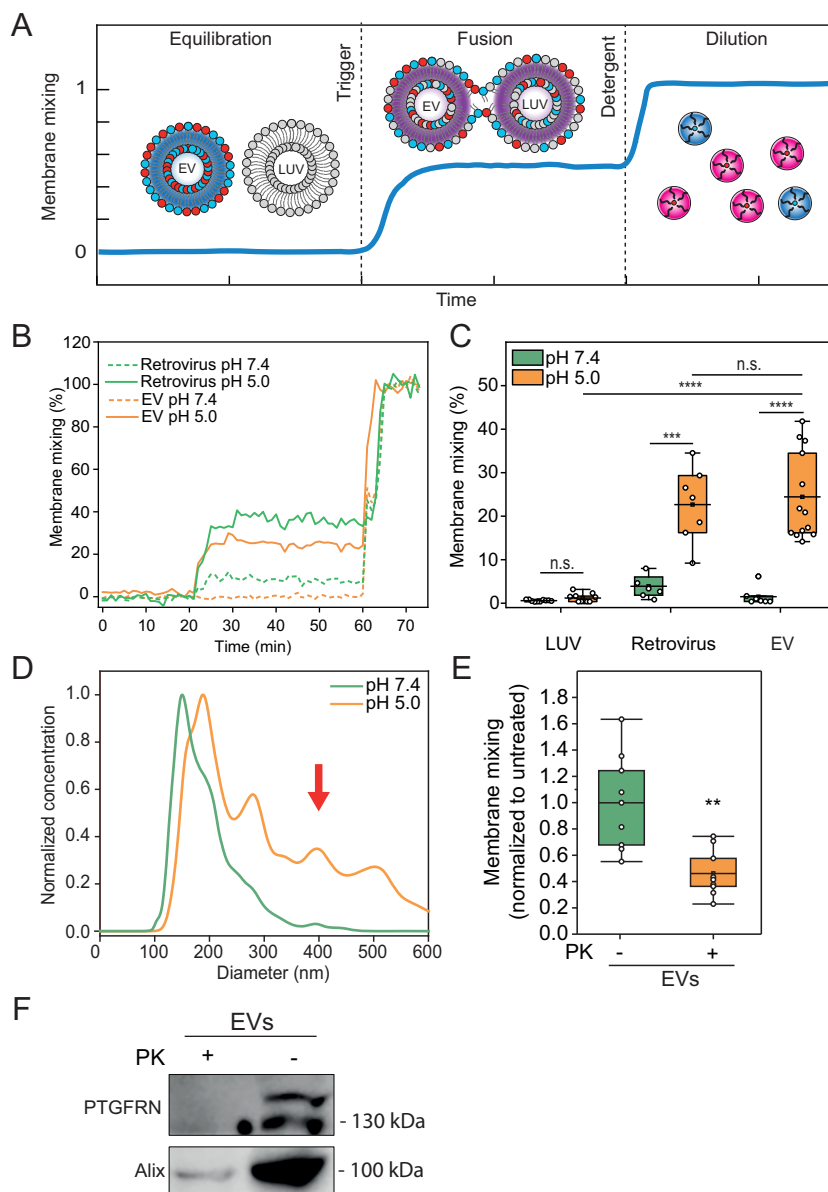 A
Equilibration
Trigger
Fusion
Detergent
Dilution
Membrane mixing
1
0
EV
LUV
EV
LUV
Time
B
Membrane mixing (%)
120
100
80
60
40
20
0
Retrovirus pH 7.4
Retrovirus pH 5.0
EV pH 7.4
EV pH 5.0
0 10 20 30 40 50 60 70
Time (min)
C
pH 7.4
pH 5.0
Membrane mixing (%)
50
40
30
20
10
0
n.s.
****
****
***
n.s.
LUV Retrovirus EV
D
pH 7.4
pH 5.0
Normalized concentration
1.0
0.8
0.6
0.4
0.2
0.0
0 100 200 300 400 500 600
Diameter (nm)
E
Membrane mixing
(normalized to untreated)
1.8
1.6
1.4
1.2
1.0
0.8
0.6
0.4
0.2
0.0
**
PK - +
EVs
F
EVs
PK + -
PTGFRN
- 130 kDa
Alix
- 100 kDa